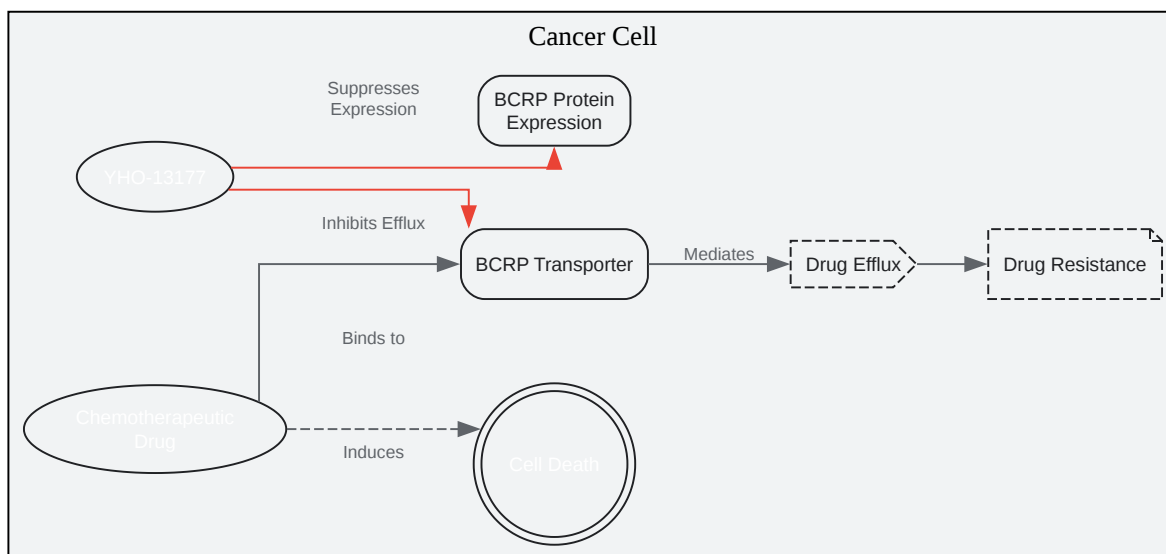 Cancer Cell
Suppresses
Expression
BCRP Protein
Expression
YHO-13177
Inhibits Efflux
BCRP Transporter
Mediates
Drug Efflux
Drug Resistance
Binds to
Chemotherapeutic
Drug
Induces
Cell Death